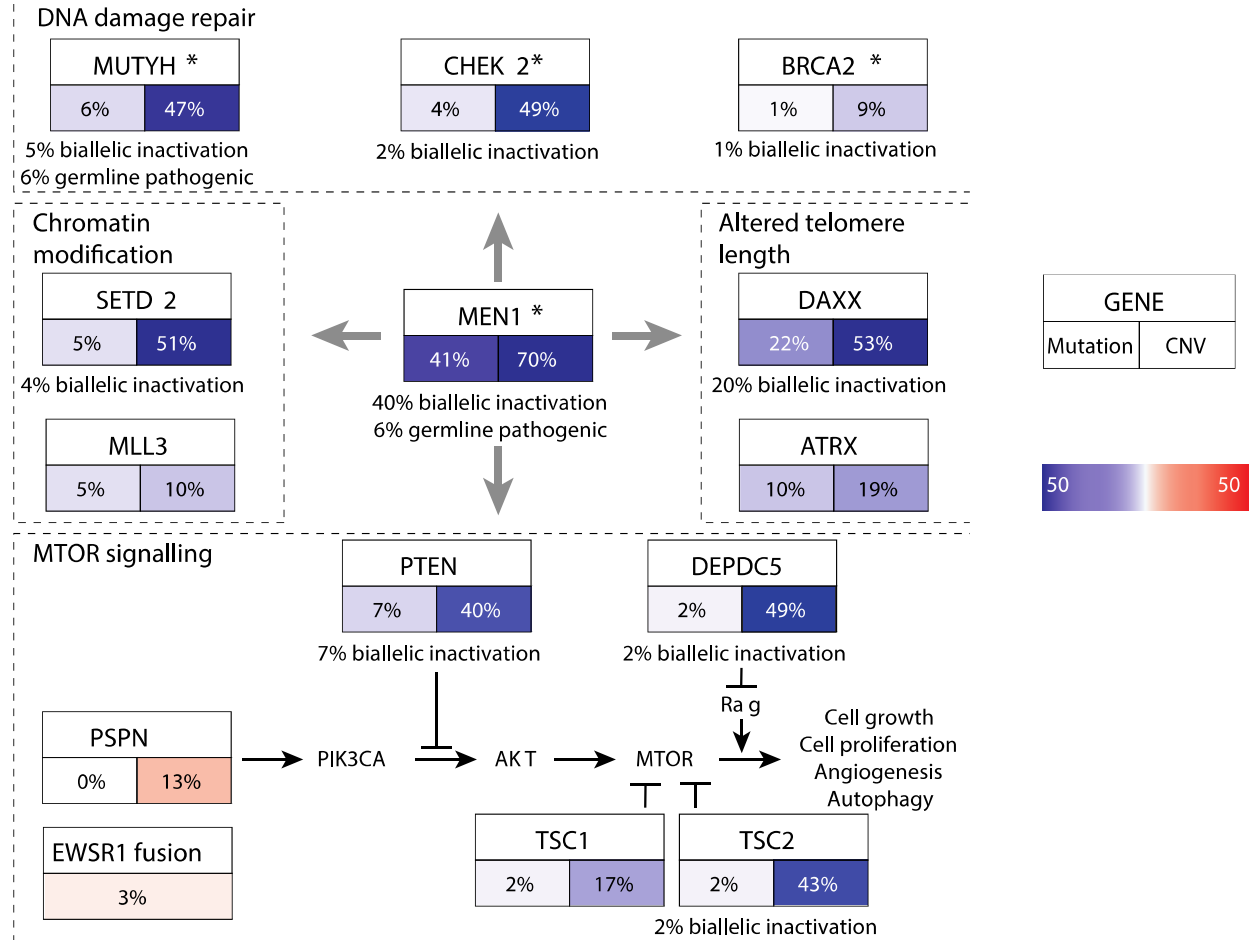 DNA damage repair
MUTYH *
6% 47%
5% biallelic inactivation
6% germline pathogenic
CHEK 2*
4% 49%
2% biallelic inactivation
BRCA2 *
1% 9%
1% biallelic inactivation
Chromatin
modification
SETD 2
5% 51%
4% biallelic inactivation
MLL3
5% 10%
MEN1 *
41% 70%
40% biallelic inactivation
6% germline pathogenic
Altered telomere
length
DAXX
22% 53%
20% biallelic inactivation
ATRX
10% 19%
GENE
Mutation CNV
50 50
MTOR signalling
PTEN
7% 40%
7% biallelic inactivation
DEPDC5
2% 49%
2% biallelic inactivation
Ra g
PSPN
0% 13%
PIK3CA AK T MTOR
Cell growth
Cell proliferation
Angiogenesis
Autophagy
EWSR1 fusion
3%
TSC1
2% 17%
TSC2
2% 43%
2% biallelic inactivation